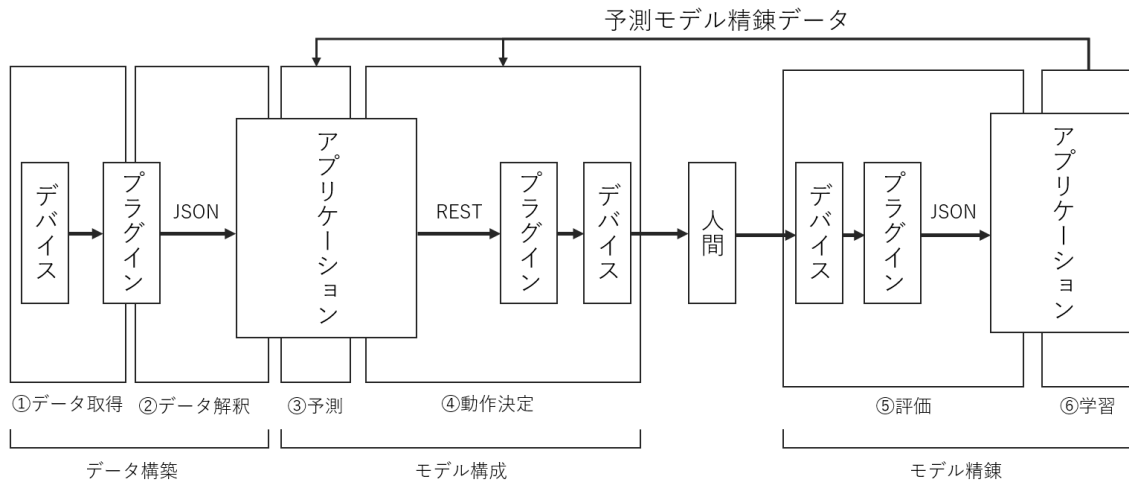 予測モデル精錬データ
デバイス
プラグイン
JSON
アプリケーション
REST
プラグイン
デバイス
人間
デバイス
プラグイン
JSON
アプリケーション
①データ取得
②データ解釈
③予測
④動作決定
⑤評価
⑥学習
データ構築
モデル構成
モデル精錬